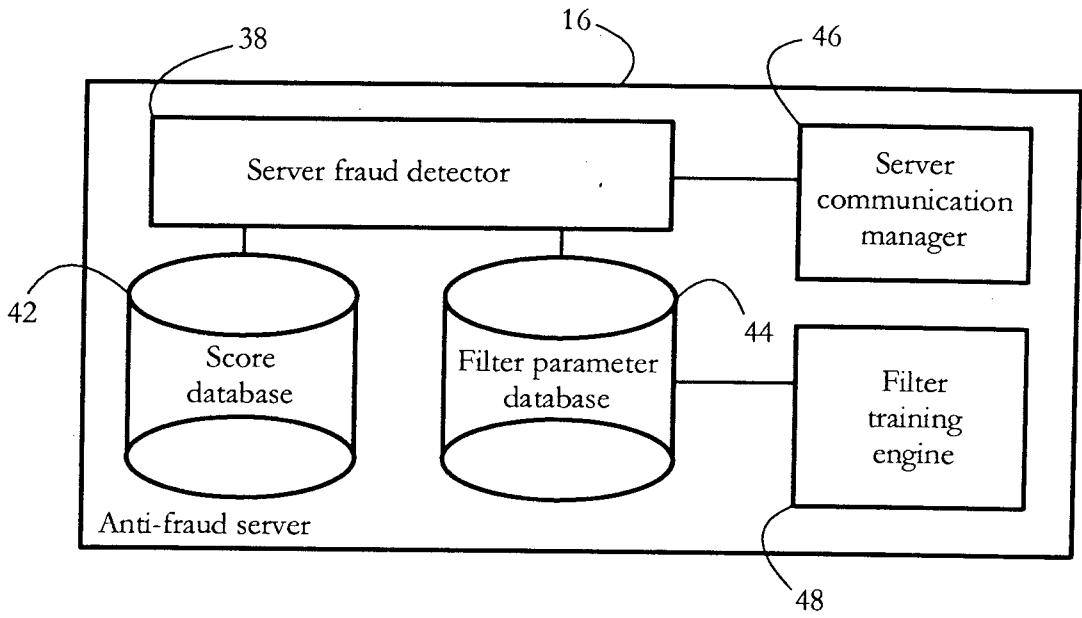 16
38
46
Server fraud detector
Server
communication
manager
42
44
Score
database
Filter parameter
database
Filter
training
engine
Anti-fraud server
48